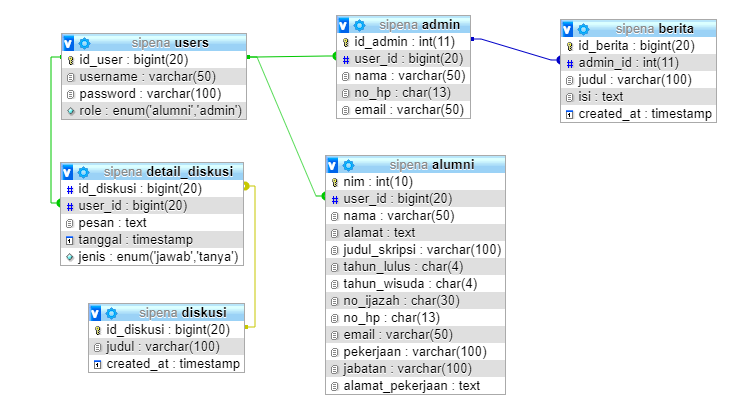 sipena users
id_user : bigint(20)
username : varchar(50)
password : varchar(100)
role : enum('alumni','admin')
sipena admin
id_admin : int(11)
user_id : bigint(20)
nama : varchar(50)
no_hp : char(13)
email : varchar(50)
sipena berita
id_berita : bigint(20)
admin_id : int(11)
judul : varchar(100)
isi : text
created_at : timestamp
sipena detail_diskusi
id_diskusi : bigint(20)
user_id : bigint(20)
pesan : text
tanggal : timestamp
jenis : enum('jawab','tanya')
sipena alumni
nim : int(10)
user_id : bigint(20)
nama : varchar(50)
alamat : text
judul_skripsi : varchar(100)
tahun_lulus : char(4)
tahun_wisuda : char(4)
no_ijazah : char(30)
no_hp : char(13)
email : varchar(50)
pekerjaan : varchar(100)
jabatan : varchar(100)
alamat_pekerjaan : text
sipena diskusi
id_diskusi : bigint(20)
judul : varchar(100)
created_at : timestamp